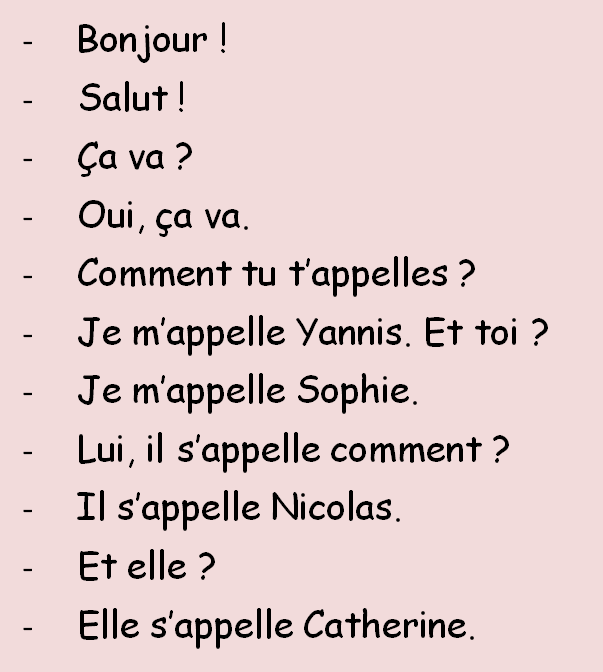 - Bonjour !
- Salut !
- Ça va ?
- Oui, ça va.
- Comment tu t’appelles ?
- Je m’appelle Yannis. Et toi ?
- Je m’appelle Sophie.
- Lui, il s’appelle comment ?
- Il s’appelle Nicolas.
- Et elle ?
- Elle s’appelle Catherine.